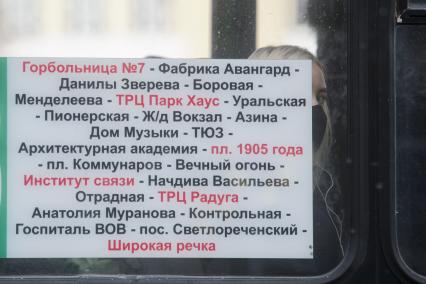 Горбольница №7 - Фабрика Авангард -
Данилы Зверева - Боровая -
Менделеева - ТРЦ Парк Хаус - Уральская
- Пионерская - Ж/д Вокзал - Азина -
Дом Музыки - ТЮЗ -
Архитектурная академия - пл. 1905 года
- пл. Коммунаров - Вечный огонь -
Институт связи - Начдива Васильева -
Отрадная - ТРЦ Радуга -
Анатолия Муранова - Контрольная -
Госпиталь ВОВ - пос. Светлореченский -
Широкая речка